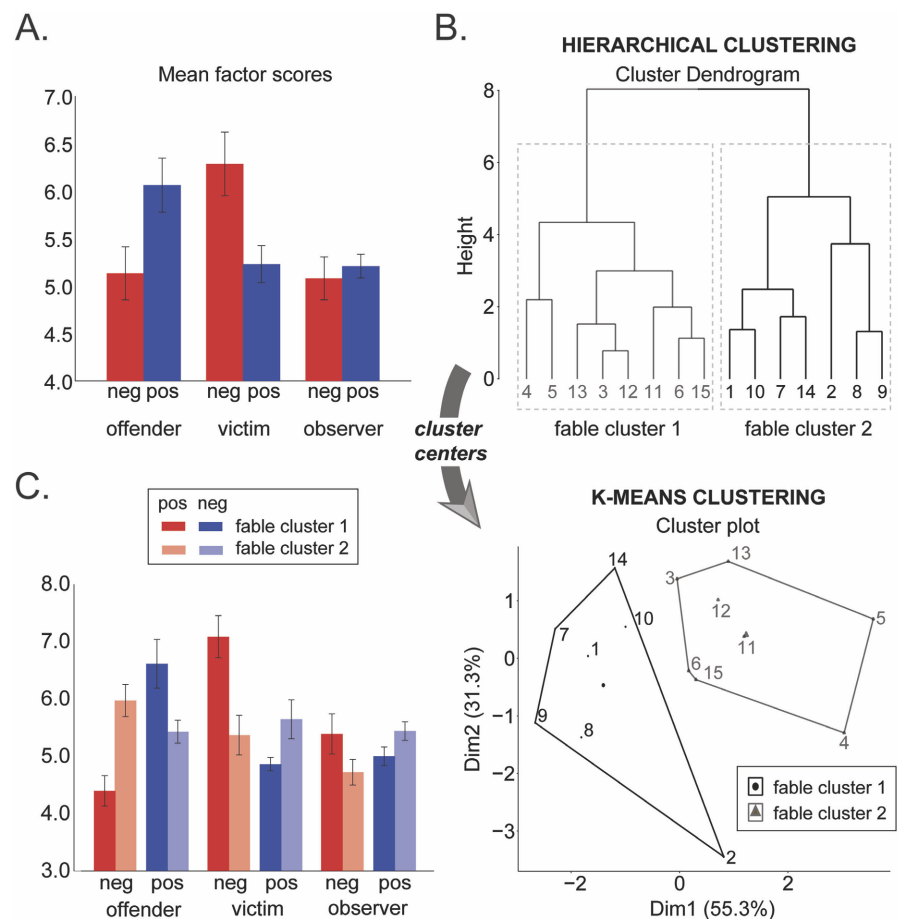 A.
Mean factor scores
7.0
6.5
6.0
5.5
5.0
4.5
4.0
neg pos neg pos neg pos
offender victim observer
B.
HIERARCHICAL CLUSTERING
Cluster Dendrogram
Height
8
6
4
2
0
4 5 13 3 12 11 6 15 1 10 7 14 2 8 9
fable cluster 1 fable cluster 2
cluster
centers
C.
pos neg
fable cluster 1
fable cluster 2
8.0
7.0
6.0
5.0
4.0
3.0
neg pos neg pos neg pos
offender victim observer
K-MEANS CLUSTERING
Cluster plot
Dim2 (31.3%)
1
0
−1
−2
−3
14
13
3
12
10
5
7
11
1
6 15
9
8
4
2
fable cluster 1
fable cluster 2
−2 0 2
Dim1 (55.3%)